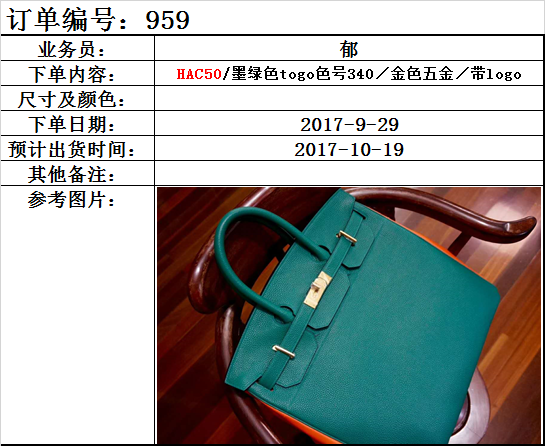 订单编号：959
业务员： 郁
下单内容： HAC50/墨绿色togo色号340／金色五金／带logo
尺寸及颜色：
下单日期： 2017-9-29
预计出货时间： 2017-10-19
其他备注：
参考图片：